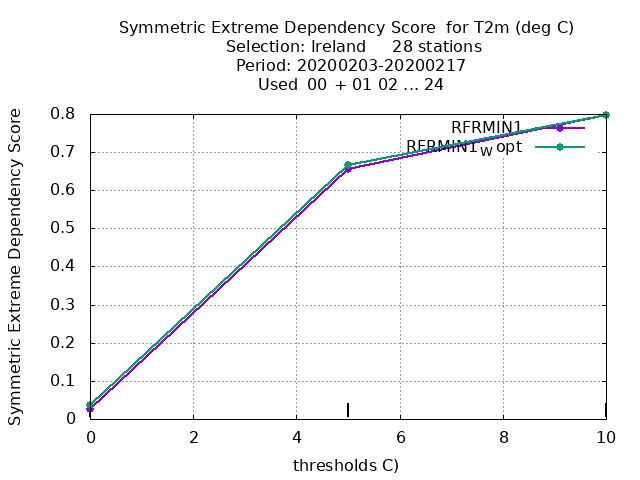 Symmetric Extreme Dependency Score for T2m (deg C)
Selection: Ireland 28 stations
Period: 20200203-20200217
Used 00 + 01 02 ... 24
Symmetric Extreme Dependency Score
0.8
0.7
0.6
0.5
0.4
0.3
0.2
0.1
0
RFRMIN1
RFRMIN1W opt
0 2 4 6 8 10
thresholds C)